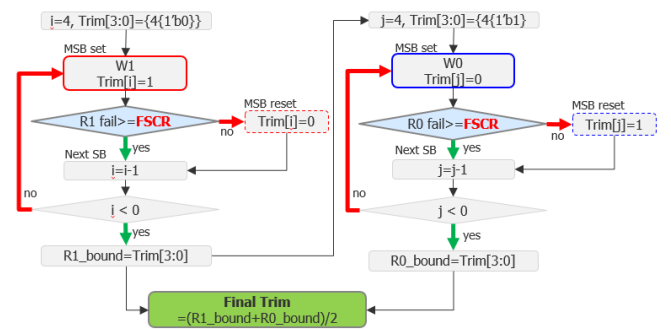 i=4, Trim[3:0]={4{1'b0}}
MSB set
W1
Trim[i]=1
R1 fail>=FSCR
no
MSB reset
Trim[i]=0
yes
Next SB
i=i-1
no
i < 0
yes
R1_bound=Trim[3:0]
j=4, Trim[3:0]={4{1'b1}
MSB set
W0
Trim[j]=0
R0 fail>=FSCR
no
MSB reset
Trim[j]=1
yes
Next SB
j=j-1
no
j < 0
yes
R0_bound=Trim[3:0]
Final Trim
=(R1_bound+R0_bound)/2